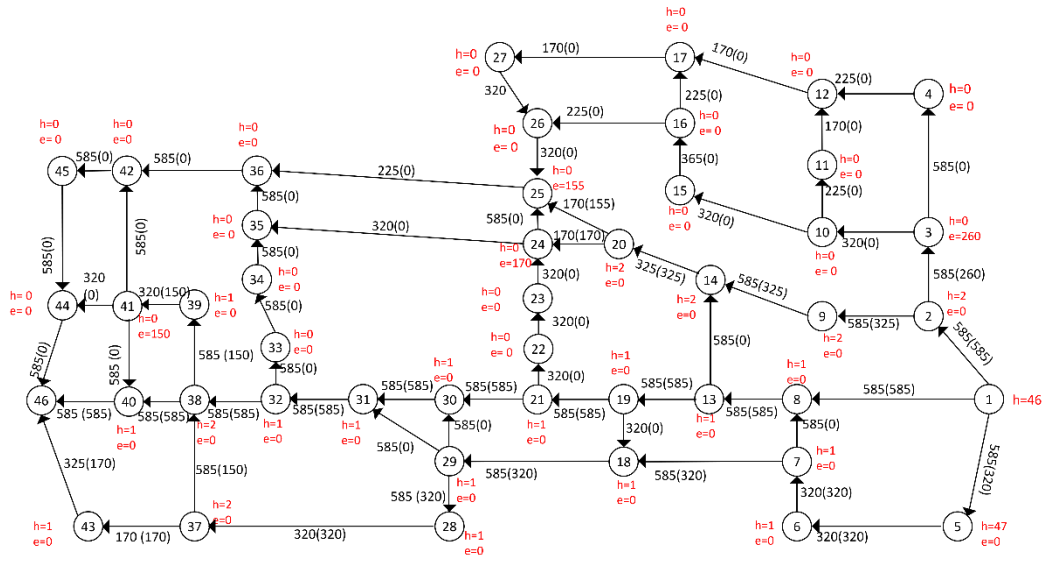 h=0
e= 0
27
170(0)
h=0
e= 0
17
170(0)
h=0
e= 0
12
225(0)
4
h=0
e= 0
320
h=0
e= 0
26
225(0)
225(0)
16
h=0
e= 0
170(0)
585(0)
320(0)
365(0)
11
h=0
e= 0
225(0)
h=0
e= 0
45
585(0)
h=0
e= 0
42
585(0)
h=0
e= 0
36
225(0)
h=0
e=155
25
15
h=0
e= 0
320(0)
585(0)
170(155)
585(0)
585(0)
585(0)
h=0
e= 0
35
320(0)
h=0
e=170
24
170(170)
20
h=2
e=0
10
h=0
e= 0
320(0)
3
h=0
e=260
585(0)
34
h=0
e= 0
320(0)
325(325)
14
h=2
e=0
585(325)
585(260)
h= 0
e= 0
44
320
0)
41
h=0
e=150
320(150)
39
h=1
e= 0
585(0)
h=0
e= 0
23
320(0)
9
h=2
e=0
585(325)
2
h=2
e=0
585(585)
585(0)
585 (0)
585 (150)
33
h=0
e= 0
585(0)
h=0
e= 0
22
320(0)
585(0)
46
585 (585)
40
h=1
e=0
585(585)
38
h=2
e=0
585(585)
32
h=1
e=0
585(585)
31
h=1
e=0
585(585)
30
h=1
e=0
585(585)
21
h=1
e=0
585(585)
19
h=1
e=0
585(585)
13
h=1
e=0
585(585)
8
h=1
e=0
585(585)
1
h=46
325(170)
585(150)
585(0)
585(0)
29
h=1
e=0
585(320)
320(0)
18
h=1
e=0
585(320)
585(0)
7
h=1
e=0
585(320)
h=1
e=0
43
170 (170)
37
h=2
e=0
320(320)
585 (320)
28
h=1
e=0
320(320)
h=1
e=0
6
320(320)
5
h=47
e=0